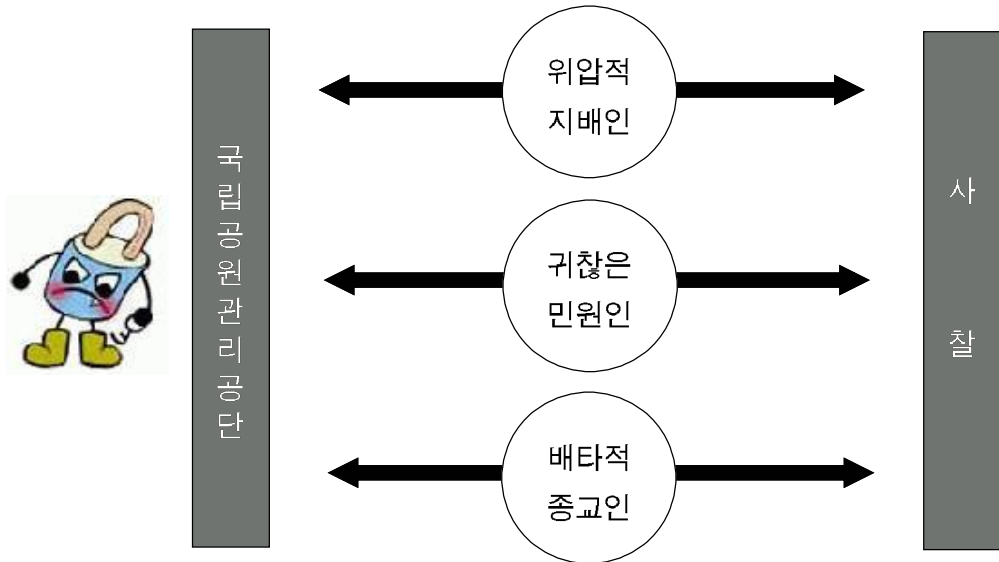 국립공원관리공단
위압적
지배인
귀찮은
민원인
배타적
종교인
사찰